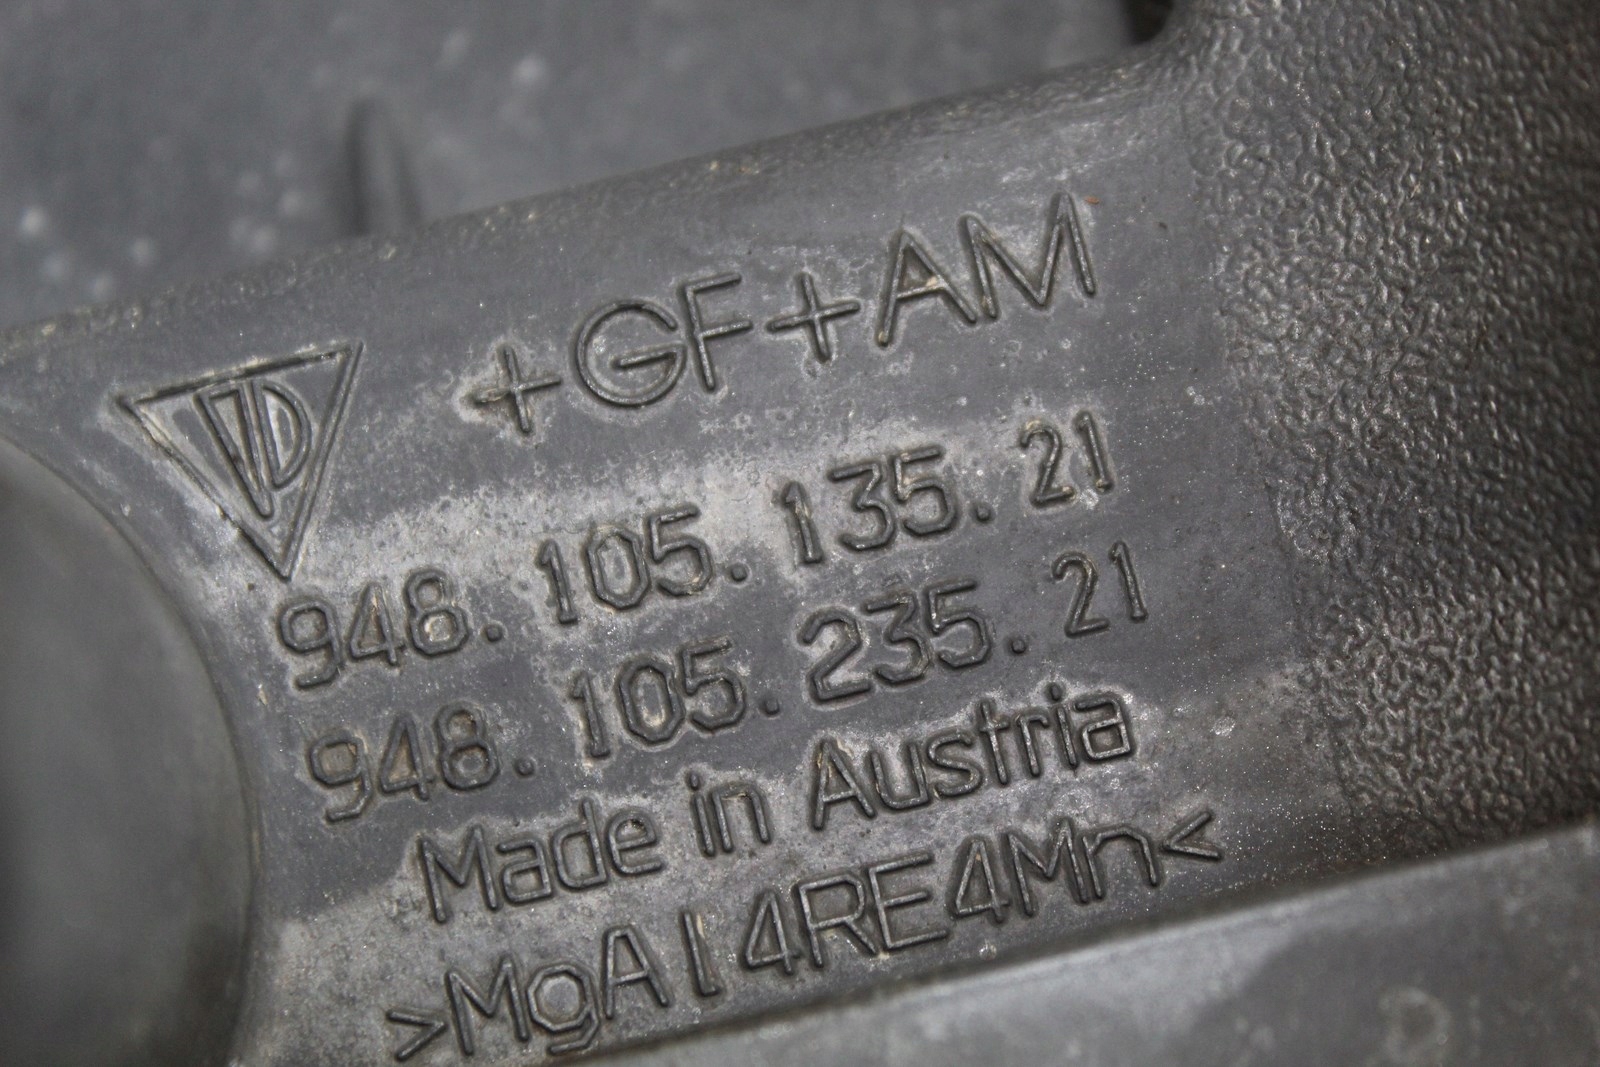 +GF+AM
948.105.135.21
948.105.235.21
Made in Austria
>MgAl4RE4Mn<